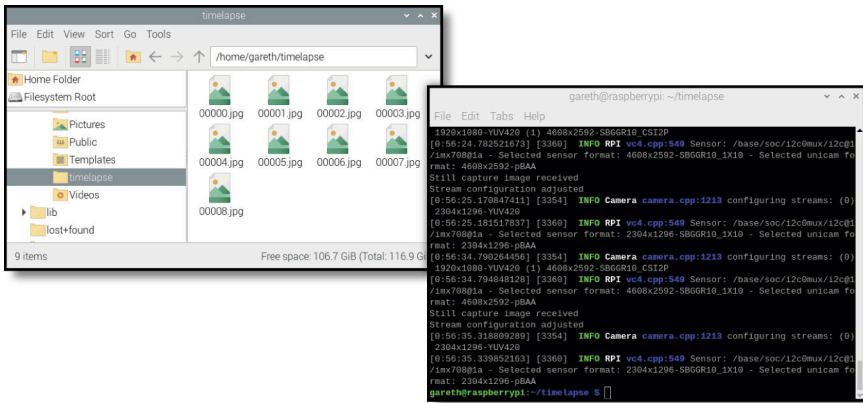 timelapse
File Edit View Sort Go Tools
/home/gareth/timelapse
Home Folder
Filesystem Root
Pictures
Public
Templates
timelapse
Videos
lib
lost+found
00000.jpg 00001.jpg 00002.jpg 00003.jpg
00004.jpg 00005.jpg 00006.jpg 00007.jpg
00008.jpg
9 items Free space: 106.7 GiB (Total: 116.9 Gi
gareth@raspberrypi: ~/timelapse
File Edit Tabs Help
1920x1080-YUV420 (1) 4608x2592-SBGGR10_CSI2P
[0:56:24.782521673] [3360] INFO RPI vc4.cpp:549 Sensor: /base/soc/i2c0mux/i2c@1
/imx708@1a - Selected sensor format: 4608x2592-SBGGR10_1X10 - Selected unicam fo
rmat: 4608x2592-pBAA
Still capture image received
Stream configuration adjusted
[0:56:25.170847411] [3354] INFO Camera camera.cpp:1213 configuring streams: (0)
2304x1296-YUV420
[0:56:25.181517837] [3360] INFO RPI vc4.cpp:549 Sensor: /base/soc/i2c0mux/i2c@1
/imx708@1a - Selected sensor format: 2304x1296-SBGGR10_1X10 - Selected unicam fo
rmat: 2304x1296-pBAA
[0:56:34.790264456] [3354] INFO Camera camera.cpp:1213 configuring streams: (0)
1920x1080-YUV420 (1) 4608x2592-SBGGR10_CSI2P
[0:56:34.794848128] [3360] INFO RPI vc4.cpp:549 Sensor: /base/soc/i2c0mux/i2c@1
/imx708@1a - Selected sensor format: 4608x2592-SBGGR10_1X10 - Selected unicam fo
rmat: 4608x2592-pBAA
Still capture image received
Stream configuration adjusted
[0:56:35.318809289] [3354] INFO Camera camera.cpp:1213 configuring streams: (0)
2304x1296-YUV420
[0:56:35.339852163] [3360] INFO RPI vc4.cpp:549 Sensor: /base/soc/i2c0mux/i2c@1
/imx708@1a - Selected sensor format: 2304x1296-SBGGR10_1X10 - Selected unicam fo
rmat: 2304x1296-pBAA
gareth@raspberrypi:~/timelapse $